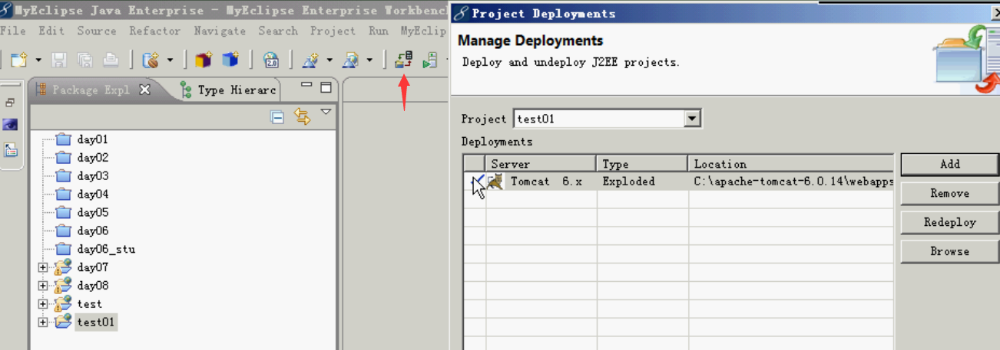 MyEclipse Java Enterprise - MyEclipse Enterprise Workbenc
File Edit Source Refactor Navigate Search Project Run MyEclip
2.0
Package Expl Type Hierarc
day01
day02
day03
day04
day05
day06
day06_stu
day07
day08
test
test01
Project Deployments
Manage Deployments
Deploy and undeploy J2EE projects.
Project test01
Deployments
Server Type Location
Tomcat 6.x Exploded C:\apache-tomcat-6.0.14\webapps
Add
Remove
Redeploy
Browse